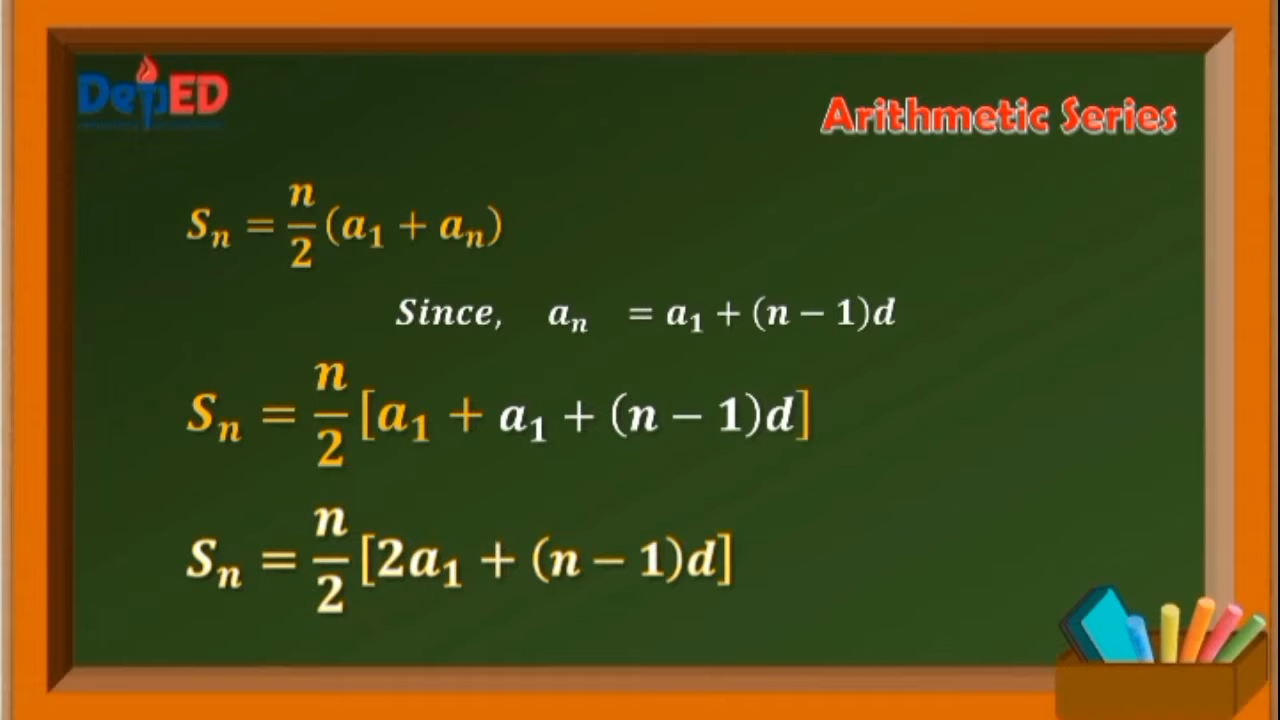 DepED
Arithmetic Series
Sₙ = n/2 (a₁ + aₙ)
Since, aₙ = a₁ + (n − 1)d
Sₙ = n/2 [a₁ + a₁ + (n − 1)d]
Sₙ = n/2 [2a₁ + (n − 1)d]